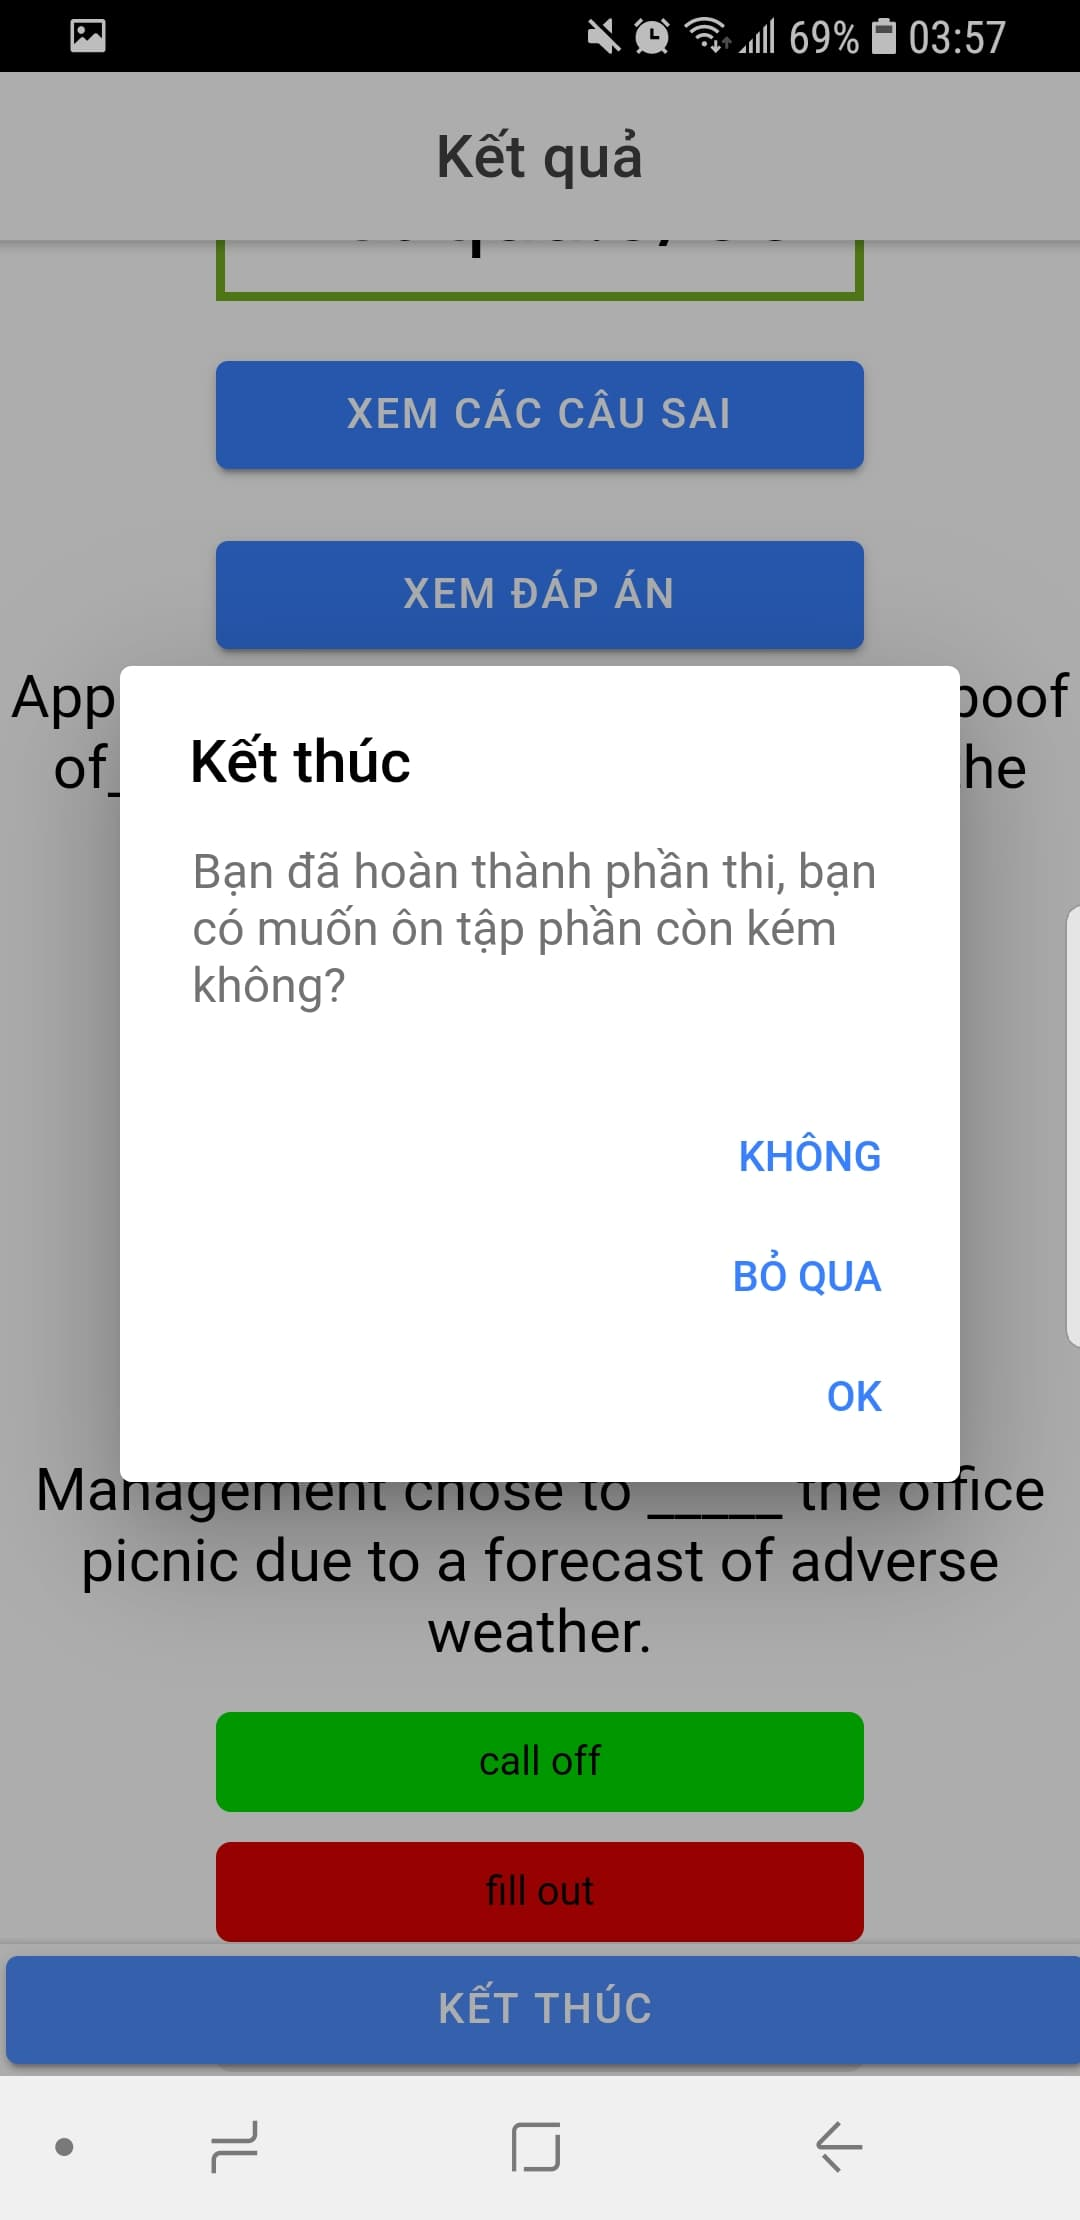 69% 03:57
Kết quả
XEM CÁC CÂU SAI
XEM ĐÁP ÁN
App poof
of_ he
Kết thúc
Bạn đã hoàn thành phần thi, bạn
có muốn ôn tập phần còn kém
không?
KHÔNG
BỎ QUA
OK
Management chose to _____ the office
picnic due to a forecast of adverse
weather.
call off
fill out
KẾT THÚC